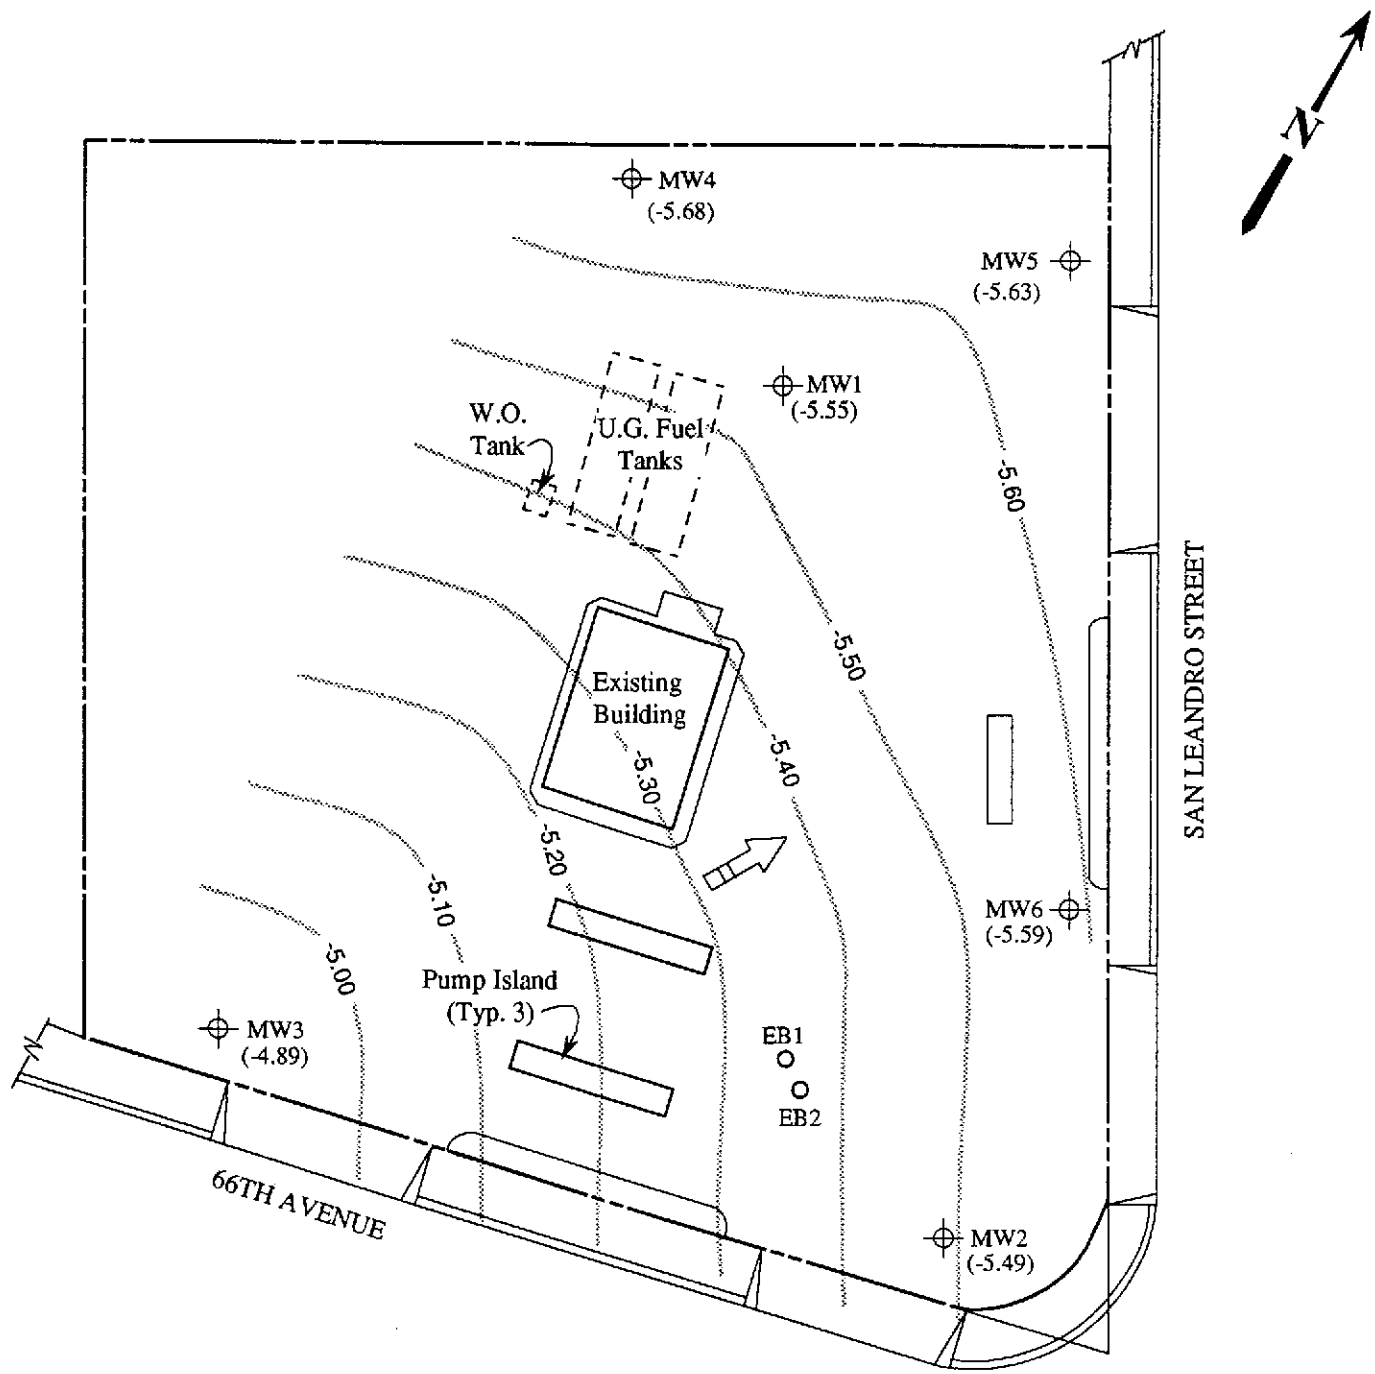 N
N
MW4
(-5.68)
MW5
(-5.63)
MW1
(-5.55)
W.O.
Tank
U.G. Fuel
Tanks
-5.60
SAN LEANDRO STREET
-5.50
Existing
Building
-5.40
-5.30
-5.20
-5.10
MW6
(-5.59)
-5.00
Pump Island
(Typ. 3)
MW3
(-4.89)
EB1
EB2
66TH AVENUE
MW2
(-5.49)